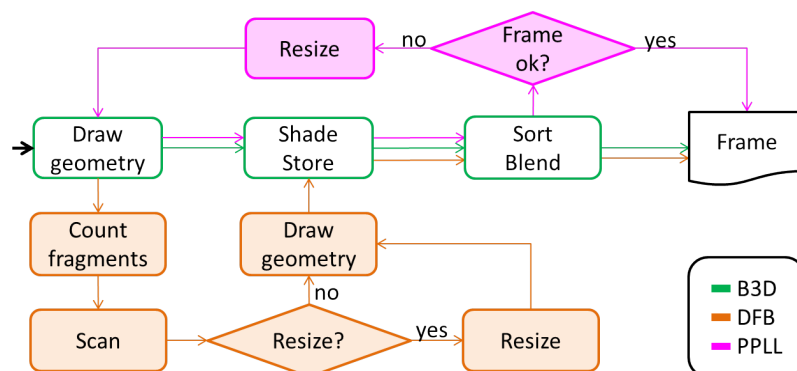 Resize
no
Frame
ok?
yes
Draw
geometry
Shade
Store
Sort
Blend
Frame
Count
fragments
Draw
geometry
no
Scan
Resize?
yes
Resize
B3D
DFB
PPLL